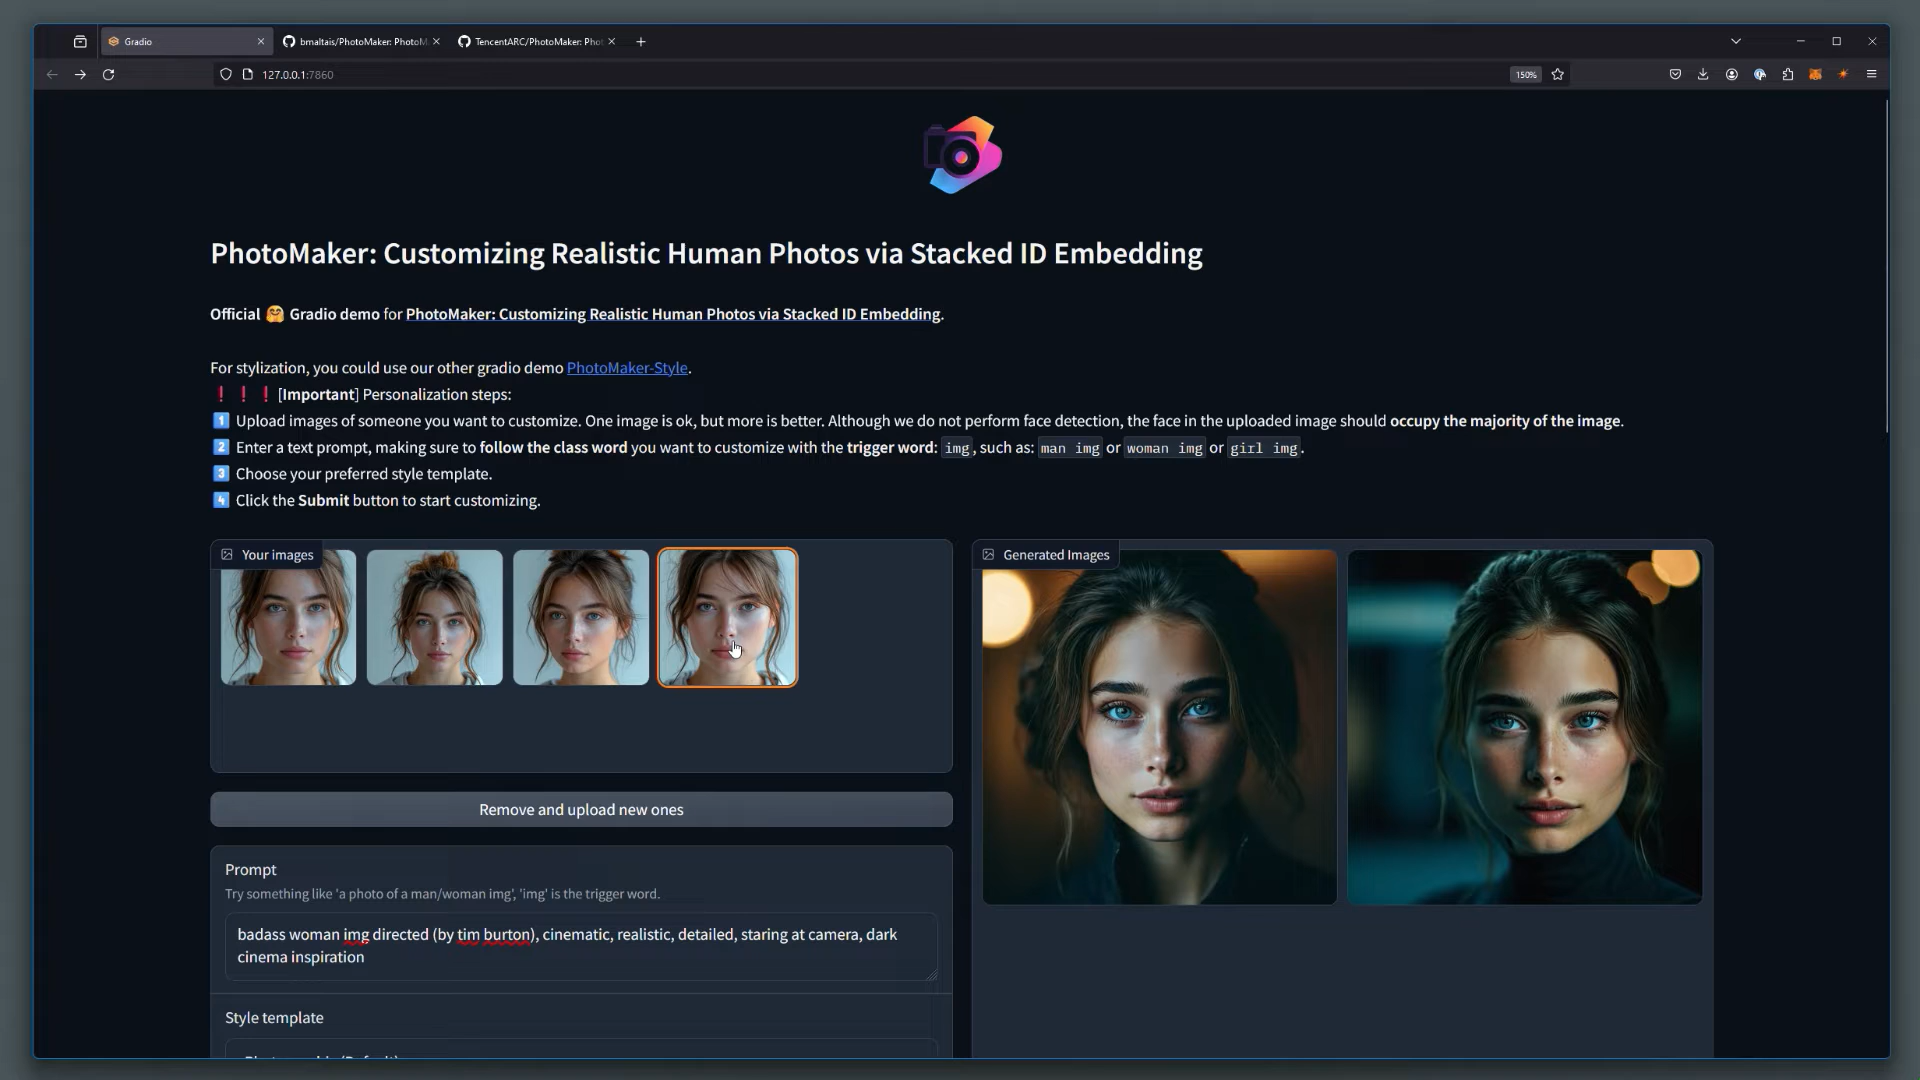 Gradio
bmaltais/PhotoMaker: PhotoM
TencentARC/PhotoMaker: Phot
127.0.0.1:7860
150%
PhotoMaker: Customizing Realistic Human Photos via Stacked ID Embedding
Official 🤗 Gradio demo for PhotoMaker: Customizing Realistic Human Photos via Stacked ID Embedding.
For stylization, you could use our other gradio demo PhotoMaker-Style.
❗❗❗[Important] Personalization steps:
1️⃣ Upload images of someone you want to customize. One image is ok, but more is better. Although we do not perform face detection, the face in the uploaded image should occupy the majority of the image.
2️⃣ Enter a text prompt, making sure to follow the class word you want to customize with the trigger word: img, such as: man img or woman img or girl img.
3️⃣ Choose your preferred style template.
4️⃣ Click the Submit button to start customizing.
Your images
Generated Images
Remove and upload new ones
Prompt
Try something like 'a photo of a man/woman img', 'img' is the trigger word.
badass woman img directed (by tim burton), cinematic, realistic, detailed, staring at camera, dark
cinema inspiration
Style template